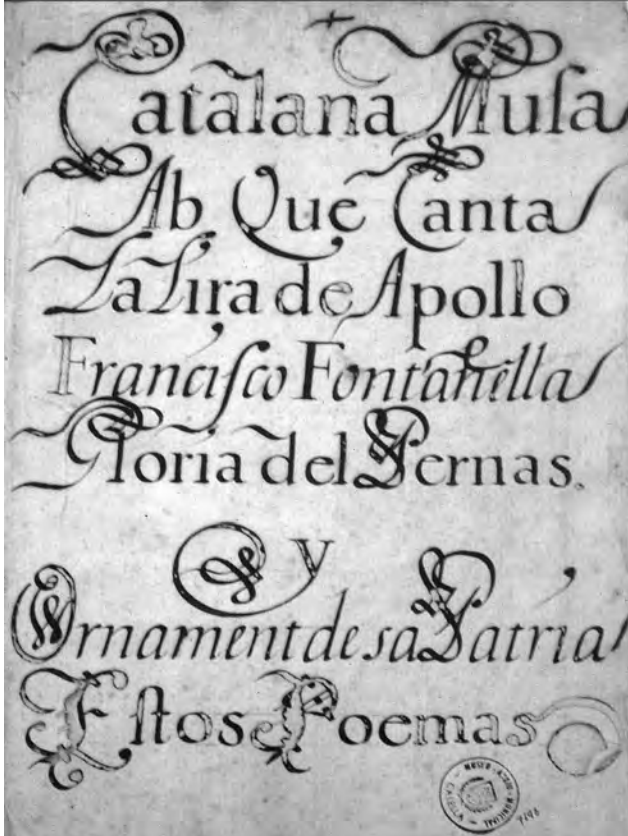 Catalana Muſa
Ab Que Canta
La Lira de Apollo
Franciſco Fontanella
Gloria del Pernas.
y
Ornament de sa Patria
Eſtos Poemas